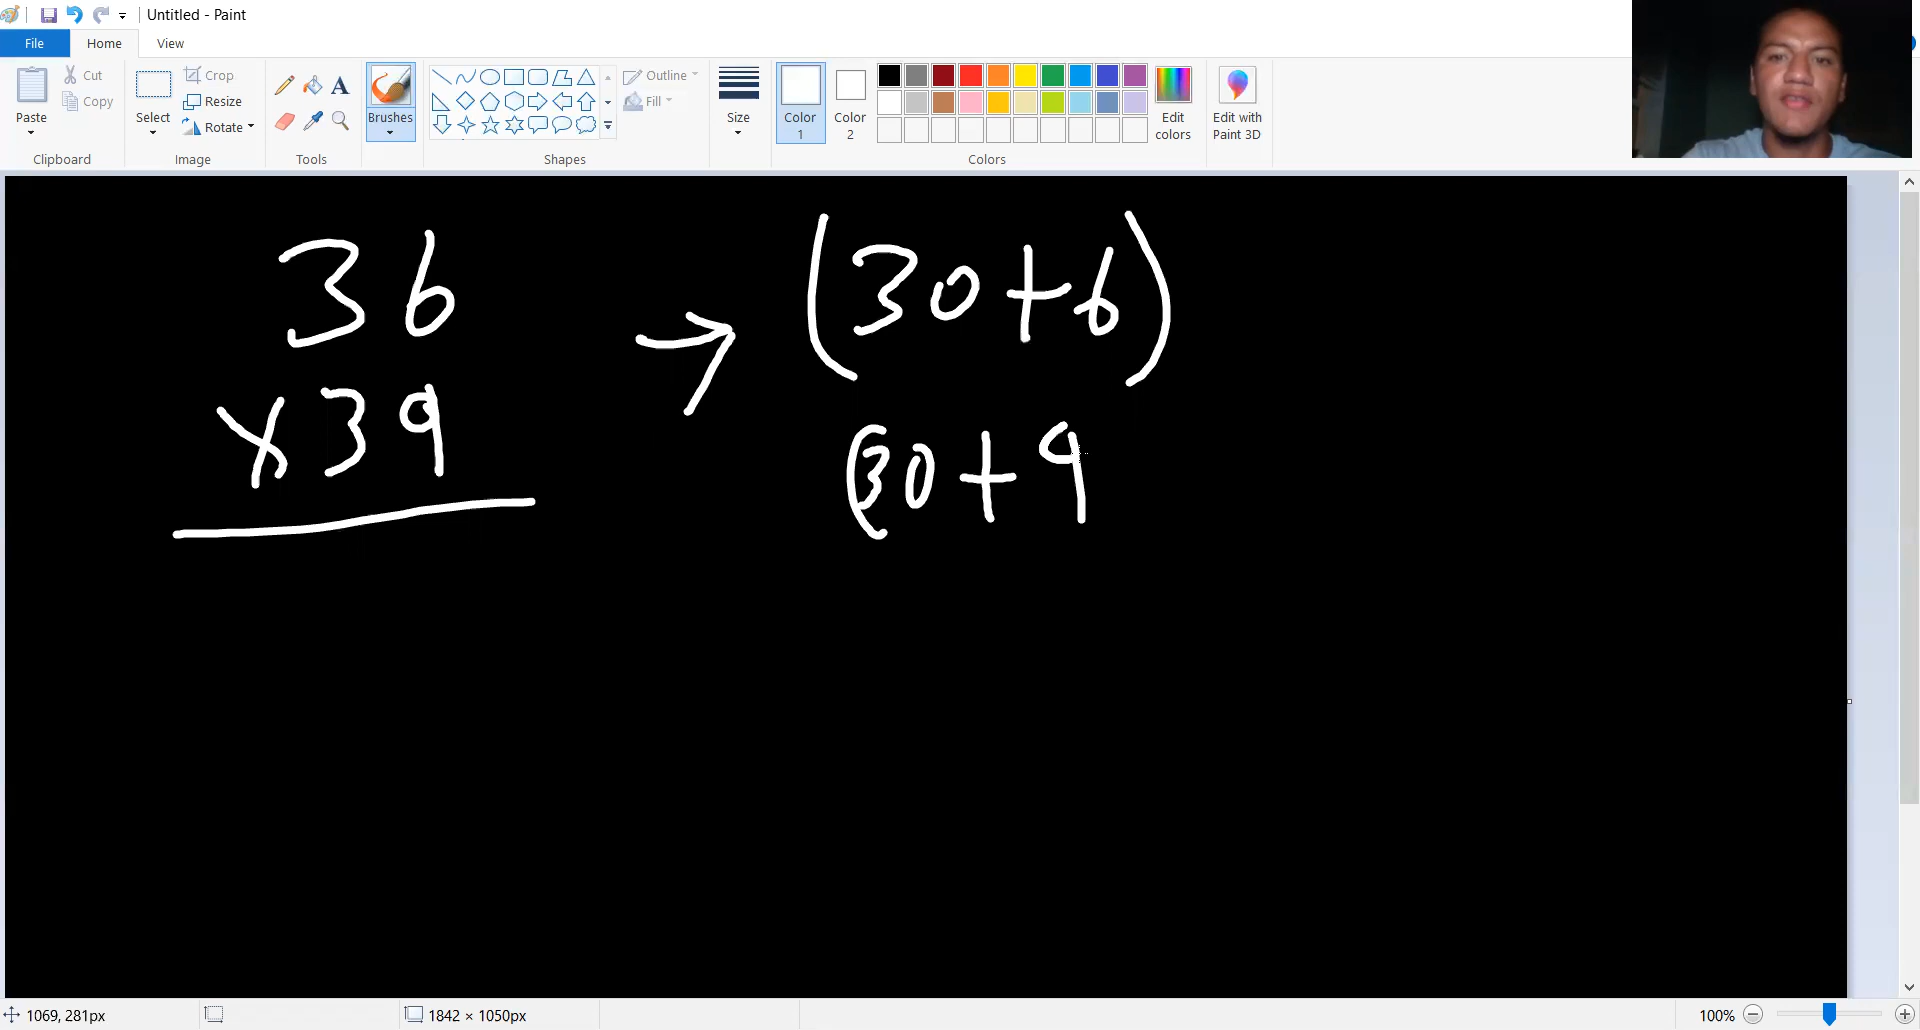 Untitled - Paint
File Home View
Paste
Cut
Copy
Clipboard
Select
Crop
Resize
Rotate
Image
Tools
Brushes
Shapes
Outline
Fill
Size
Color 1
Color 2
Colors
Edit colors
Edit with Paint 3D
36 → (30+6)
x39 (30+9
1069, 281px 1842 × 1050px 100%